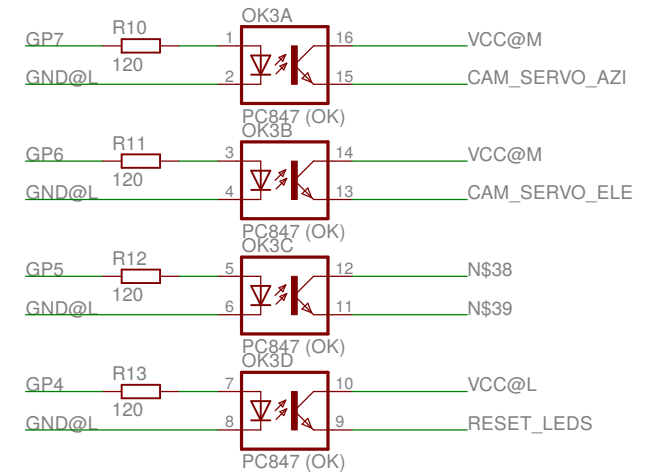 OK3A
R10
GP7 1 16 VCC@M
120
GND@L 2 15 CAM_SERVO_AZI
PC847 (OK)
OK3B
R11
GP6 3 14 VCC@M
120
GND@L 4 13 CAM_SERVO_ELE
PC847 (OK)
OK3C
R12
GP5 5 12 N$38
120
GND@L 6 11 N$39
PC847 (OK)
OK3D
R13
GP4 7 10 VCC@L
120
GND@L 8 9 RESET_LEDS
PC847 (OK)